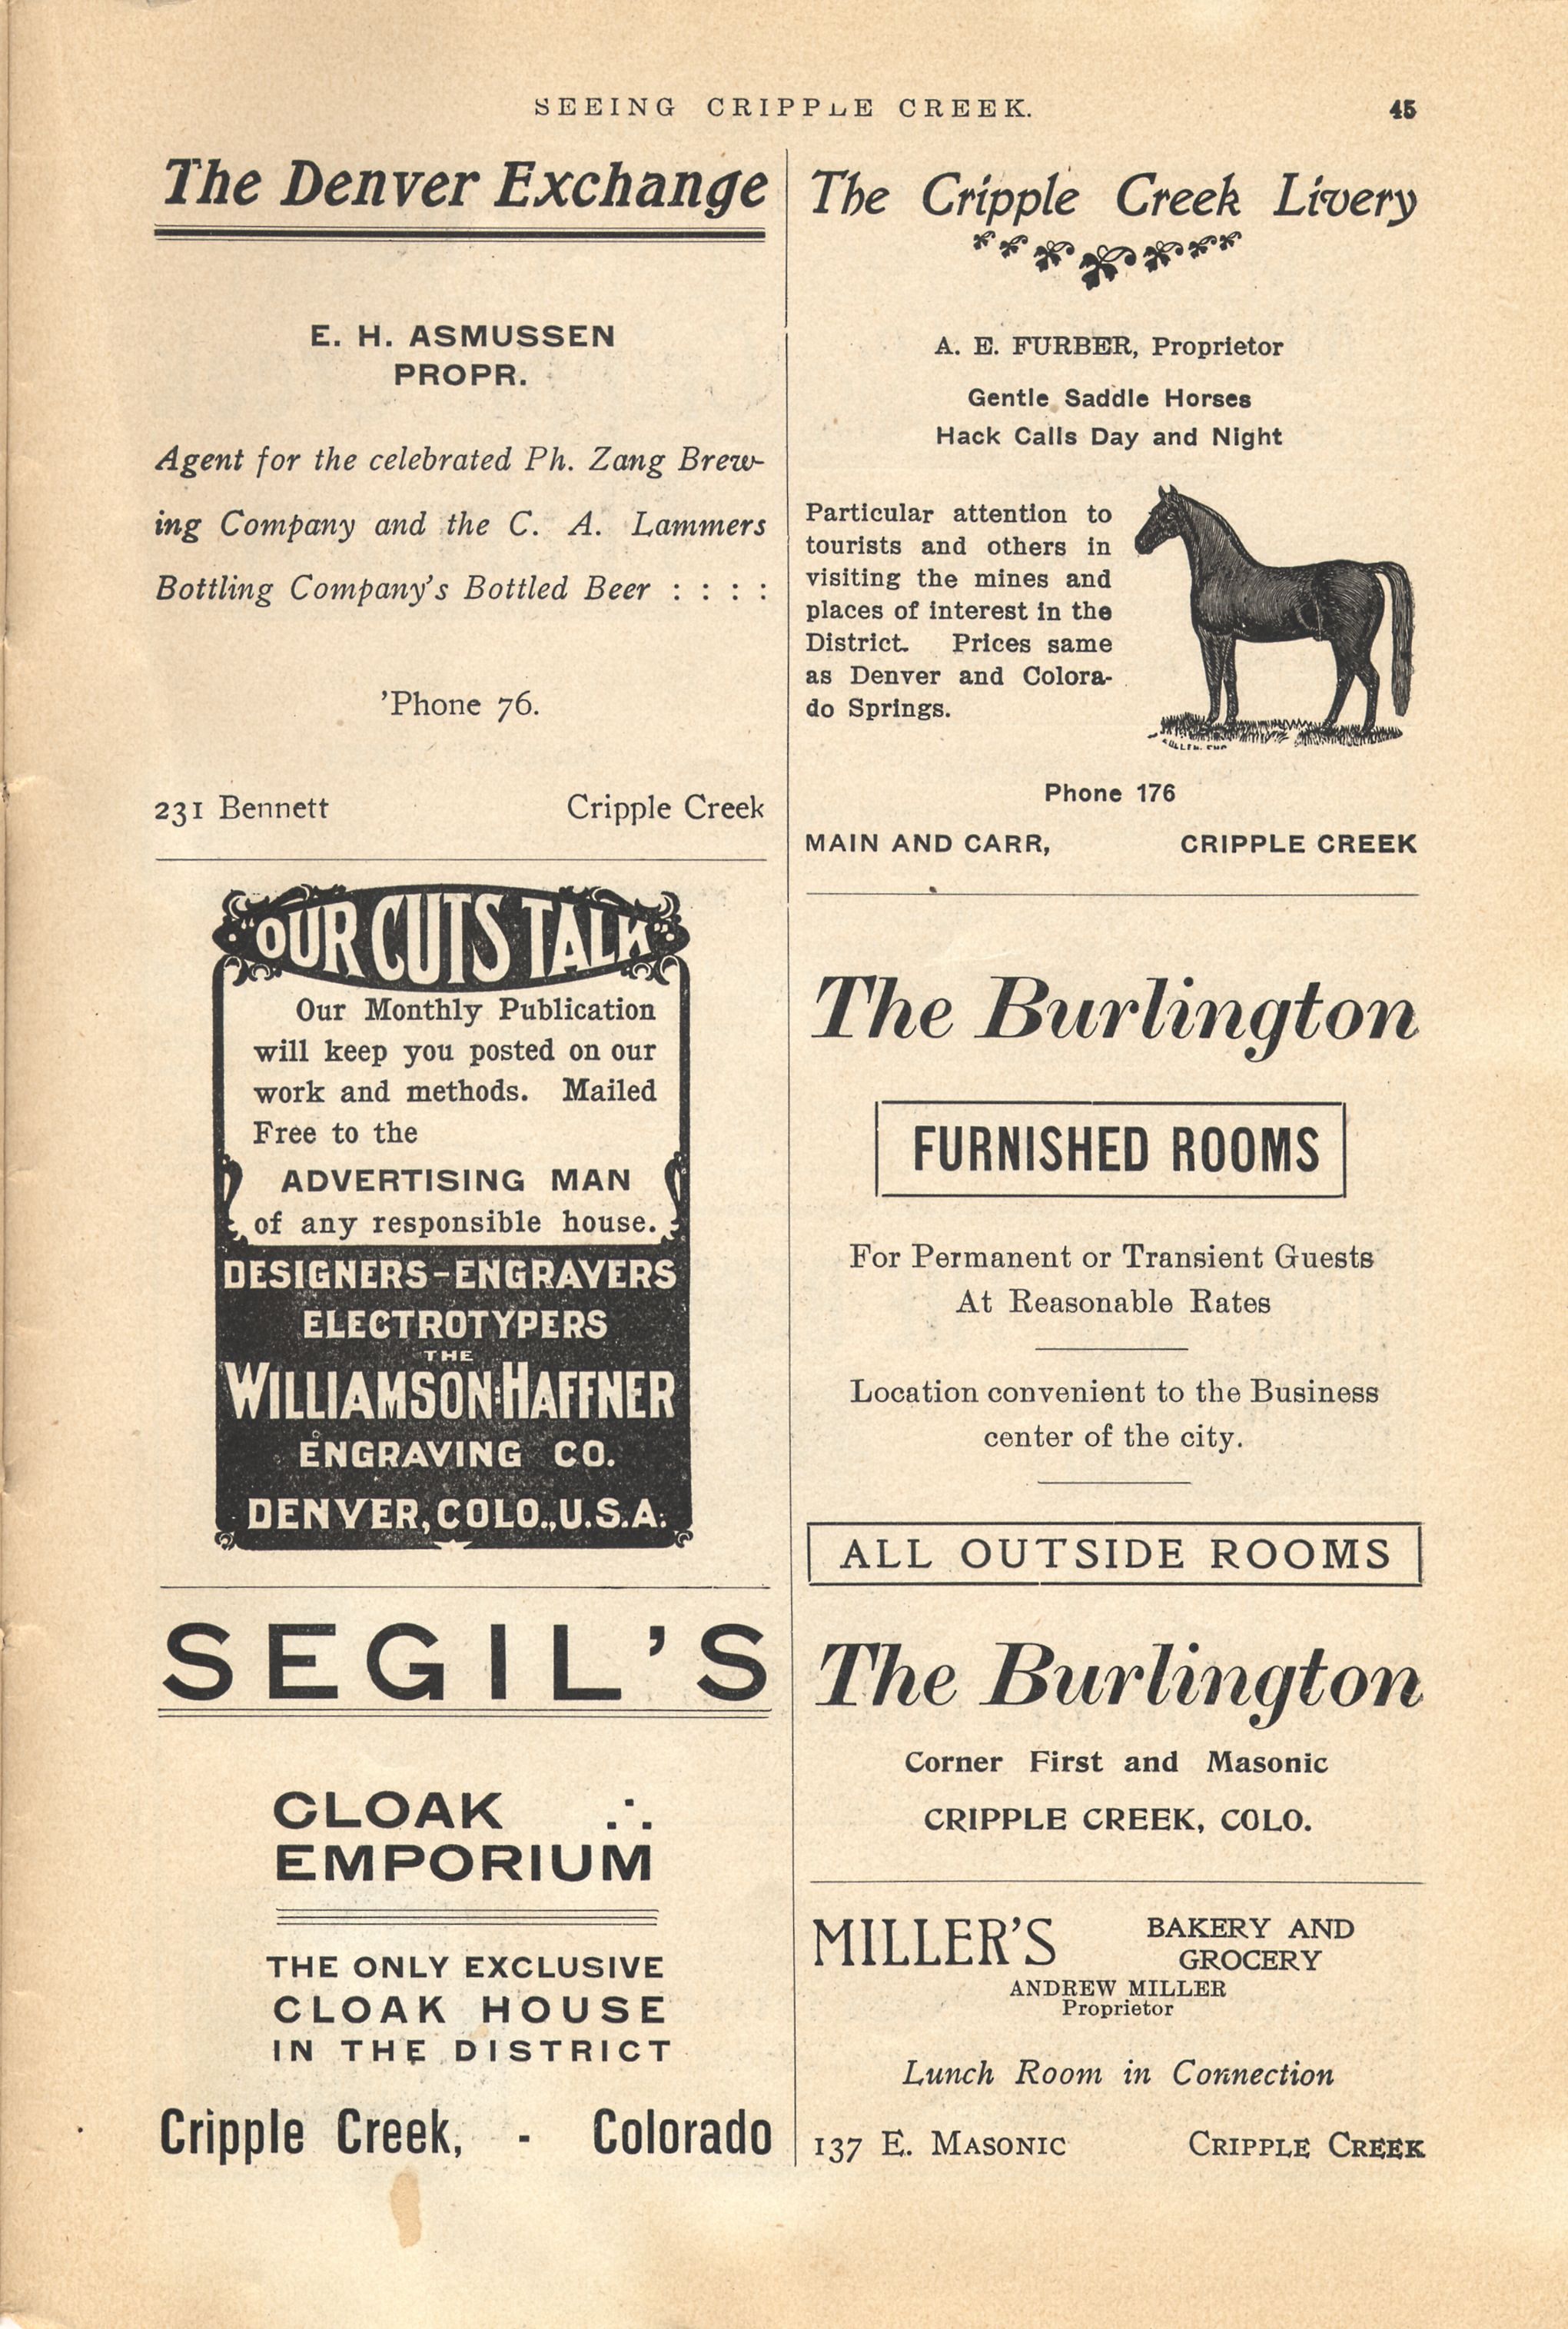 SEEING CRIPPLE CREEK.
45
The Denver Exchange
E. H. ASMUSSEN
PROPR.
Agent for the celebrated Ph. Zang Brew-
ing Company and the C. A. Lammers
Bottling Company's Bottled Beer : : : :
'Phone 76.
231 Bennett Cripple Creek
"OUR CUTS TALK"
Our Monthly Publication
will keep you posted on our
work and methods. Mailed
Free to the
ADVERTISING MAN
of any responsible house.
DESIGNERS-ENGRAVERS
ELECTROTYPERS
THE
WILLIAMSON-HAFFNER
ENGRAVING CO.
DENVER, COLO., U.S.A.
SEGIL'S
CLOAK ∴
EMPORIUM
THE ONLY EXCLUSIVE
CLOAK HOUSE
IN THE DISTRICT
Cripple Creek, - Colorado
The Cripple Creek Livery
A. E. FURBER, Proprietor
Gentle Saddle Horses
Hack Calls Day and Night
Particular attention to
tourists and others in
visiting the mines and
places of interest in the
District. Prices same
as Denver and Colora-
do Springs.
Phone 176
MAIN AND CARR, CRIPPLE CREEK
The Burlington
FURNISHED ROOMS
For Permanent or Transient Guests
At Reasonable Rates
Location convenient to the Business
center of the city.
ALL OUTSIDE ROOMS
The Burlington
Corner First and Masonic
CRIPPLE CREEK, COLO.
MILLER'S BAKERY AND
GROCERY
ANDREW MILLER
Proprietor
Lunch Room in Connection
137 E. MASONIC CRIPPLE CREEK